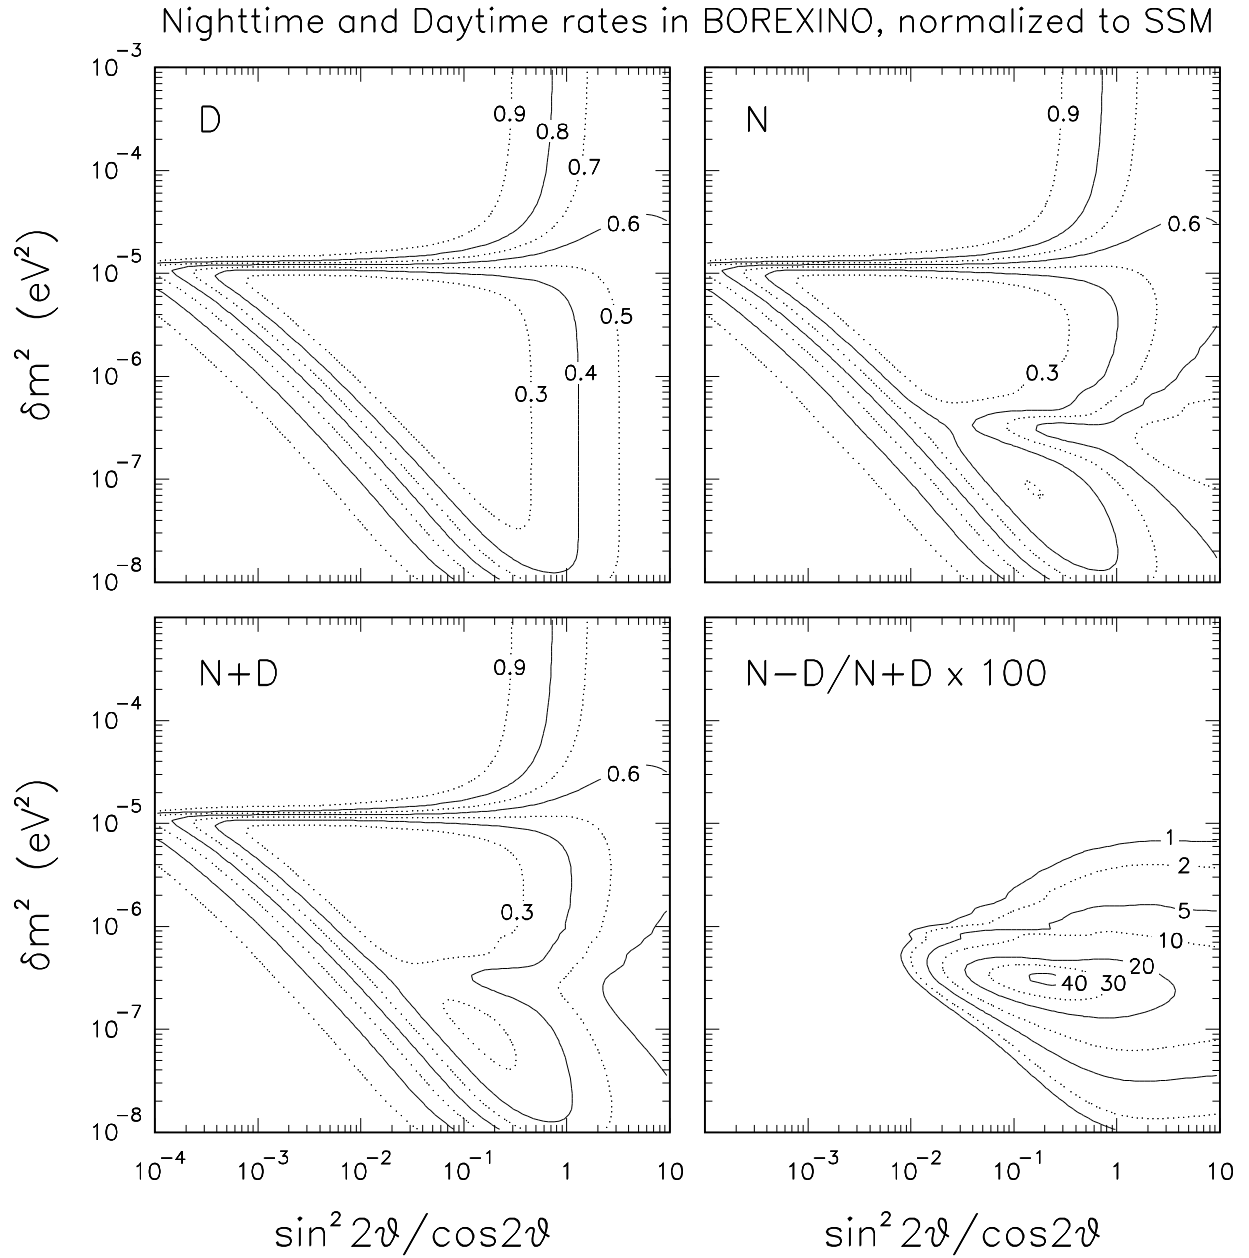 Nighttime and Daytime rates in BOREXINO, normalized to SSM
D
0.9
0.8
0.7
0.6
0.5
0.4
0.3
10⁻³
10⁻⁴
10⁻⁵
10⁻⁶
10⁻⁷
10⁻⁸
δm² (eV²)
N
0.9
0.6
0.3
N+D
0.9
0.6
0.3
10⁻⁴
10⁻⁵
10⁻⁶
10⁻⁷
10⁻⁸
δm² (eV²)
10⁻⁴ 10⁻³ 10⁻² 10⁻¹ 1 10
sin² 2ϑ/cos2ϑ
N−D/N+D x 100
1
2
5
10
20
40 30
10⁻³ 10⁻² 10⁻¹ 1 10
sin² 2ϑ/cos2ϑ